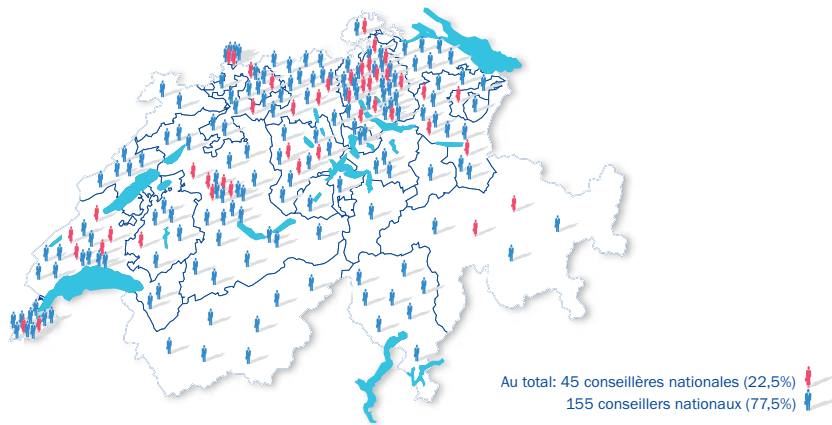 Au total: 45 conseillères nationales (22,5%)
155 conseillers nationaux (77,5%)